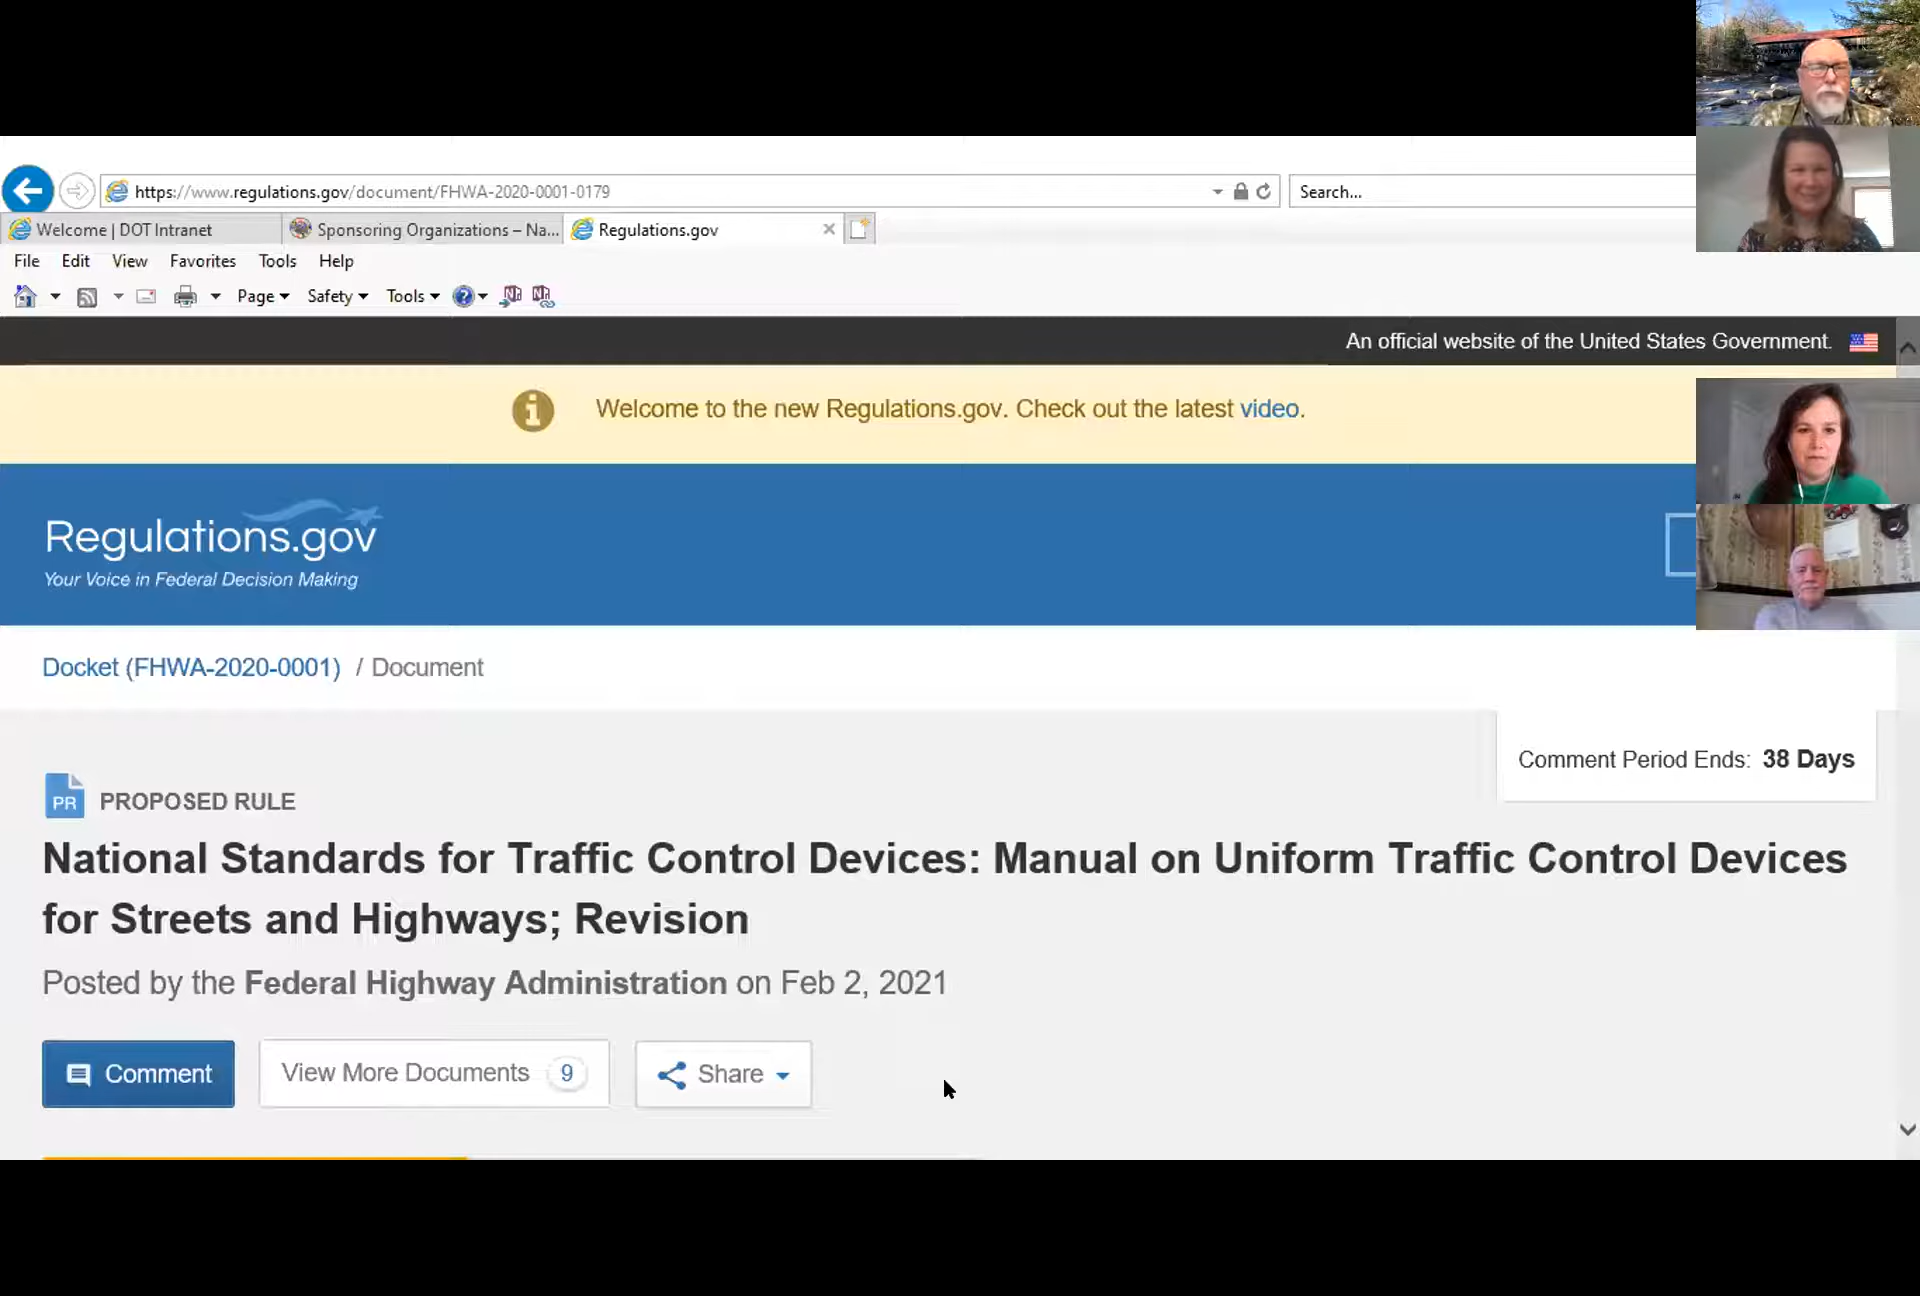 https://www.regulations.gov/document/FHWA-2020-0001-0179
Search...
Welcome | DOT Intranet
Sponsoring Organizations – Na...
Regulations.gov
File Edit View Favorites Tools Help
Page Safety Tools
An official website of the United States Government.
Welcome to the new Regulations.gov. Check out the latest video.
Regulations.gov
Your Voice in Federal Decision Making
Docket (FHWA-2020-0001) / Document
Comment Period Ends: 38 Days
PR PROPOSED RULE
National Standards for Traffic Control Devices: Manual on Uniform Traffic Control Devices
for Streets and Highways; Revision
Posted by the Federal Highway Administration on Feb 2, 2021
Comment
View More Documents 9
Share